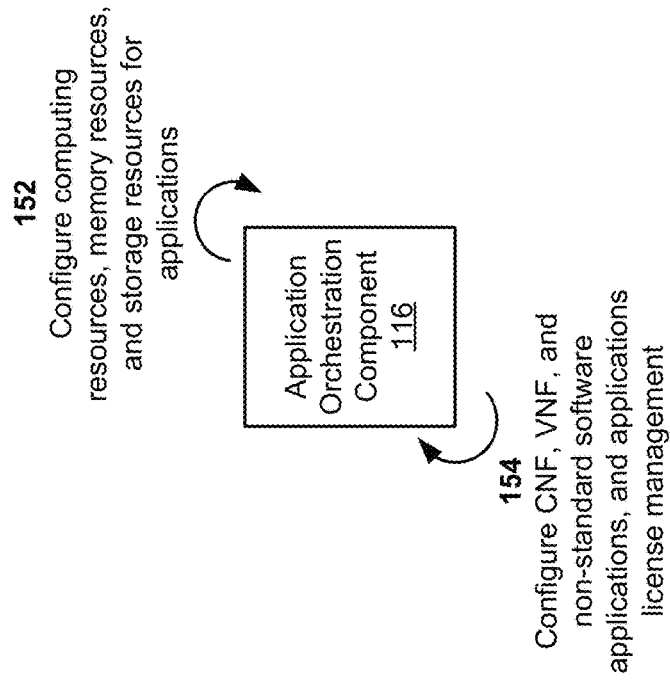 152
Configure computing
resources, memory resources,
and storage resources for
applications
Application
Orchestration
Component
116
154
Configure CNF, VNF, and
non-standard software
applications, and applications
license management